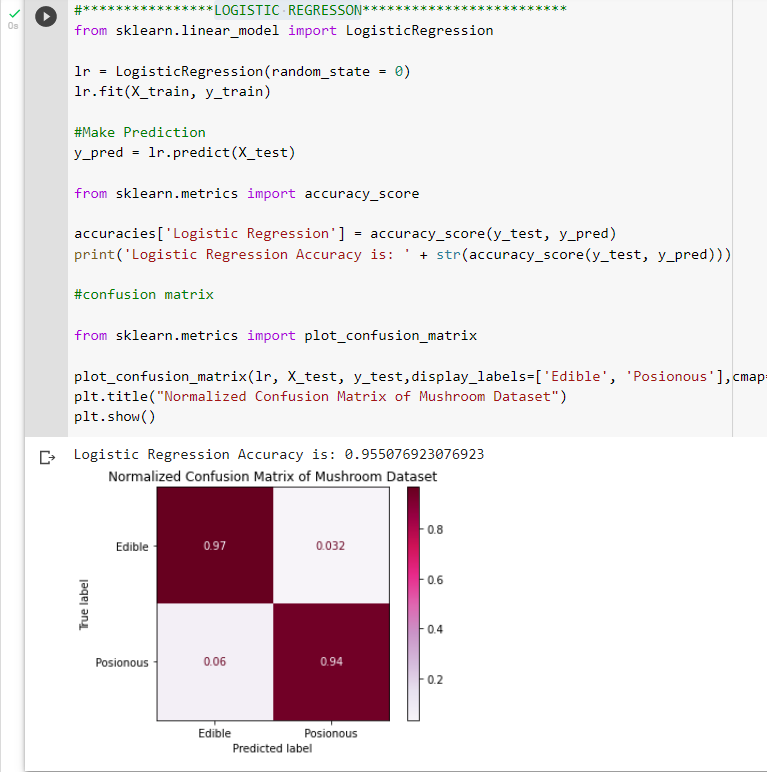 0s
#****************LOGISTIC REGRESSON*************************
from sklearn.linear_model import LogisticRegression
lr = LogisticRegression(random_state = 0)
lr.fit(X_train, y_train)
#Make Prediction
y_pred = lr.predict(X_test)
from sklearn.metrics import accuracy_score
accuracies['Logistic Regression'] = accuracy_score(y_test, y_pred)
print('Logistic Regression Accuracy is: ' + str(accuracy_score(y_test, y_pred)))
#confusion matrix
from sklearn.metrics import plot_confusion_matrix
plot_confusion_matrix(lr, X_test, y_test,display_labels=['Edible', 'Posionous'],cmap=
plt.title("Normalized Confusion Matrix of Mushroom Dataset")
plt.show()
Logistic Regression Accuracy is: 0.955076923076923
Normalized Confusion Matrix of Mushroom Dataset
True label
Edible
0.97
0.032
Posionous
0.06
0.94
Edible
Posionous
Predicted label
0.8
0.6
0.4
0.2